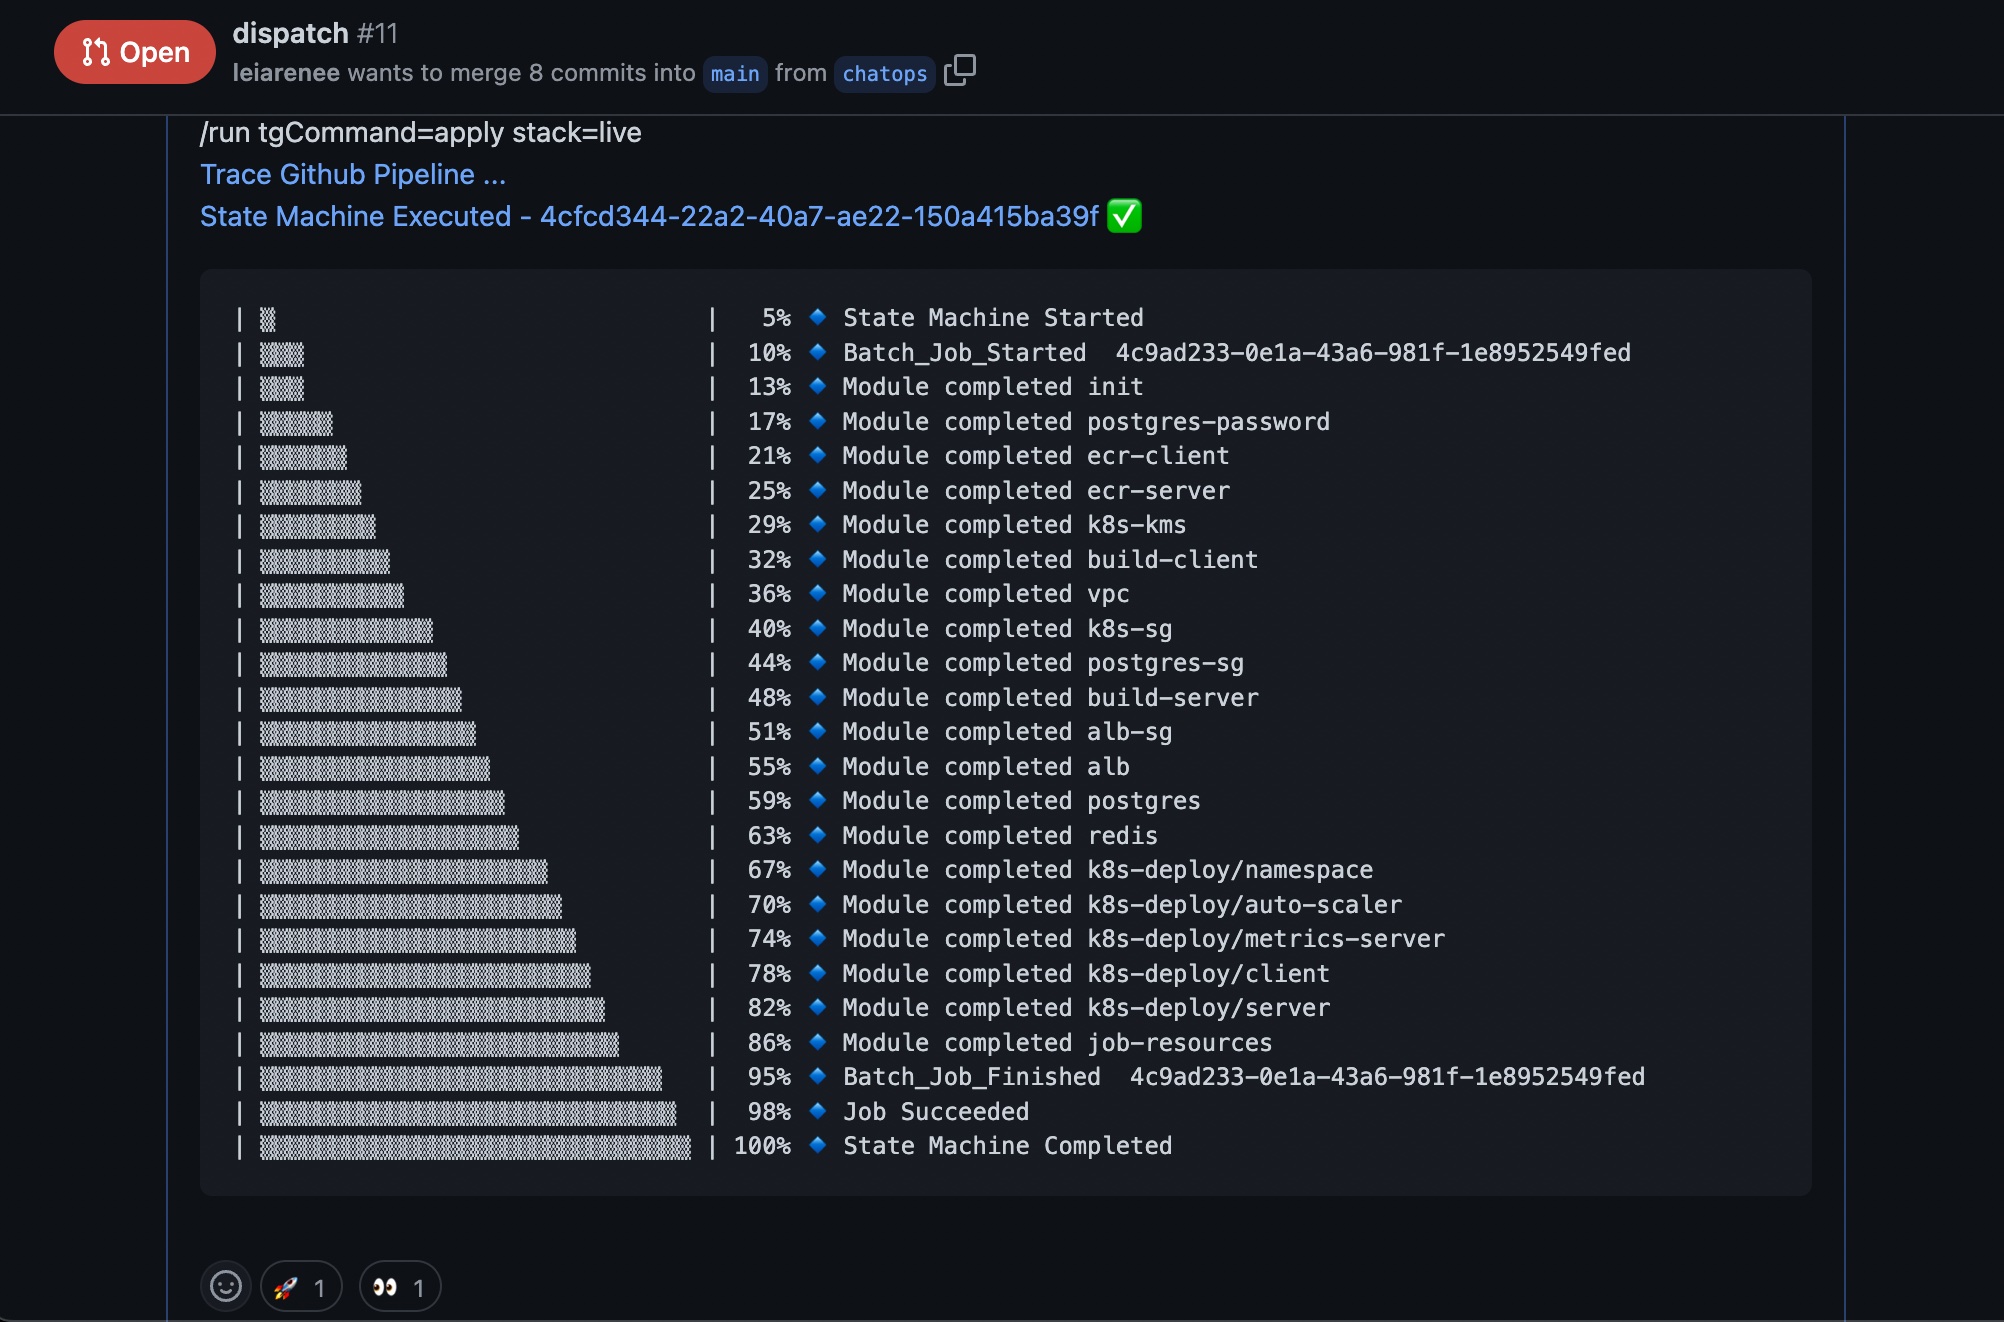 Open
dispatch #11
leiarenee wants to merge 8 commits into main from chatops
/run tgCommand=apply stack=live
Trace Github Pipeline ...
State Machine Executed - 4cfcd344-22a2-40a7-ae22-150a415ba39f ✅
| ▒ | 5% 🔹 State Machine Started
| ▒▒▒ | 10% 🔹 Batch_Job_Started 4c9ad233-0e1a-43a6-981f-1e8952549fed
| ▒▒▒ | 13% 🔹 Module completed init
| ▒▒▒▒▒ | 17% 🔹 Module completed postgres-password
| ▒▒▒▒▒▒ | 21% 🔹 Module completed ecr-client
| ▒▒▒▒▒▒▒ | 25% 🔹 Module completed ecr-server
| ▒▒▒▒▒▒▒▒ | 29% 🔹 Module completed k8s-kms
| ▒▒▒▒▒▒▒▒▒ | 32% 🔹 Module completed build-client
| ▒▒▒▒▒▒▒▒▒▒ | 36% 🔹 Module completed vpc
| ▒▒▒▒▒▒▒▒▒▒▒▒ | 40% 🔹 Module completed k8s-sg
| ▒▒▒▒▒▒▒▒▒▒▒▒▒ | 44% 🔹 Module completed postgres-sg
| ▒▒▒▒▒▒▒▒▒▒▒▒▒▒ | 48% 🔹 Module completed build-server
| ▒▒▒▒▒▒▒▒▒▒▒▒▒▒▒ | 51% 🔹 Module completed alb-sg
| ▒▒▒▒▒▒▒▒▒▒▒▒▒▒▒▒ | 55% 🔹 Module completed alb
| ▒▒▒▒▒▒▒▒▒▒▒▒▒▒▒▒▒ | 59% 🔹 Module completed postgres
| ▒▒▒▒▒▒▒▒▒▒▒▒▒▒▒▒▒▒ | 63% 🔹 Module completed redis
| ▒▒▒▒▒▒▒▒▒▒▒▒▒▒▒▒▒▒▒▒ | 67% 🔹 Module completed k8s-deploy/namespace
| ▒▒▒▒▒▒▒▒▒▒▒▒▒▒▒▒▒▒▒▒▒ | 70% 🔹 Module completed k8s-deploy/auto-scaler
| ▒▒▒▒▒▒▒▒▒▒▒▒▒▒▒▒▒▒▒▒▒▒ | 74% 🔹 Module completed k8s-deploy/metrics-server
| ▒▒▒▒▒▒▒▒▒▒▒▒▒▒▒▒▒▒▒▒▒▒▒ | 78% 🔹 Module completed k8s-deploy/client
| ▒▒▒▒▒▒▒▒▒▒▒▒▒▒▒▒▒▒▒▒▒▒▒▒ | 82% 🔹 Module completed k8s-deploy/server
| ▒▒▒▒▒▒▒▒▒▒▒▒▒▒▒▒▒▒▒▒▒▒▒▒▒ | 86% 🔹 Module completed job-resources
| ▒▒▒▒▒▒▒▒▒▒▒▒▒▒▒▒▒▒▒▒▒▒▒▒▒▒▒▒ | 95% 🔹 Batch_Job_Finished 4c9ad233-0e1a-43a6-981f-1e8952549fed
| ▒▒▒▒▒▒▒▒▒▒▒▒▒▒▒▒▒▒▒▒▒▒▒▒▒▒▒▒▒ | 98% 🔹 Job Succeeded
| ▒▒▒▒▒▒▒▒▒▒▒▒▒▒▒▒▒▒▒▒▒▒▒▒▒▒▒▒▒▒ | 100% 🔹 State Machine Completed
🚀 1 👀 1